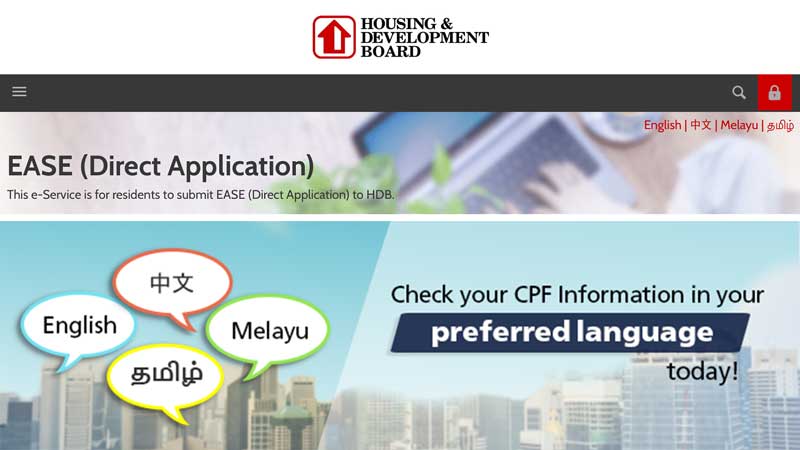 HOUSING &
DEVELOPMENT
BOARD
English | 中文 | Melayu | தமிழ்
EASE (Direct Application)
This e-Service is for residents to submit EASE (Direct Application) to HDB.
中文
English
Melayu
தமிழ்
Check your CPF Information in your
preferred language
today!